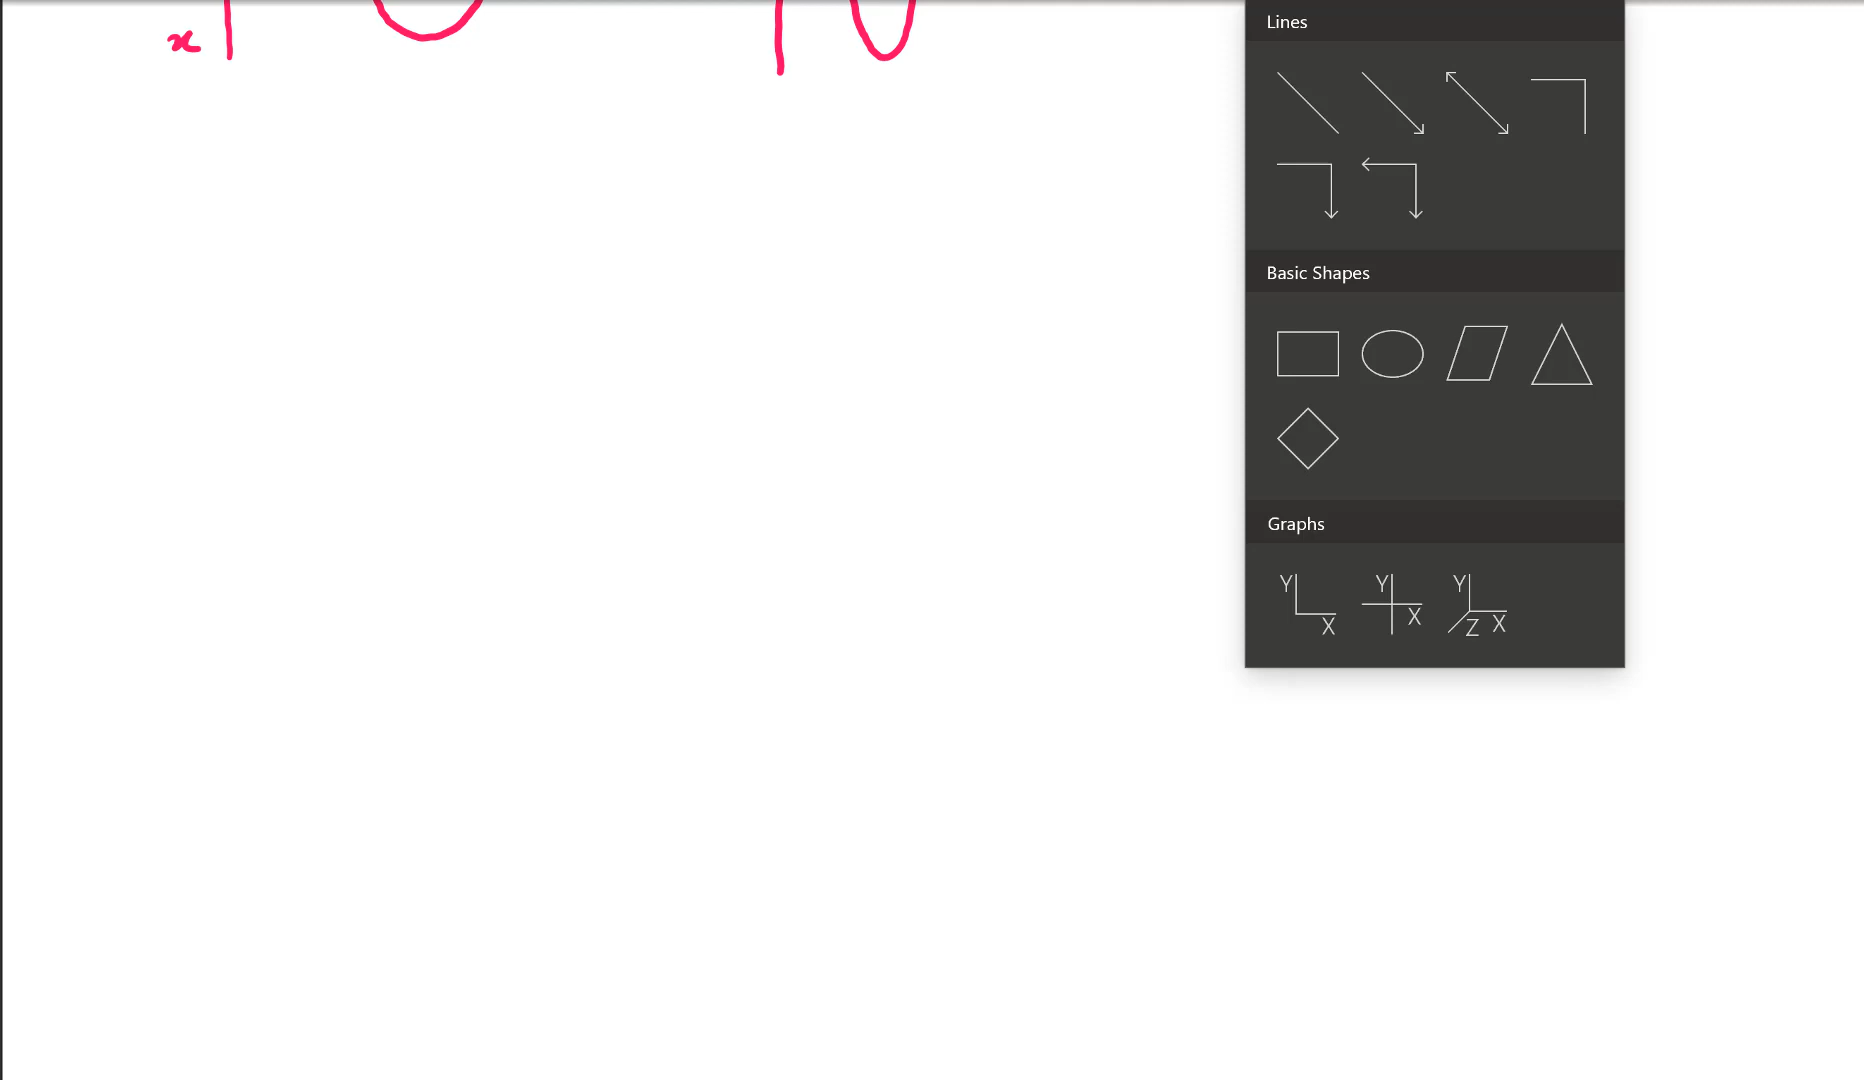 x
Lines
Basic Shapes
Graphs
Y X
Y X
Y Z X